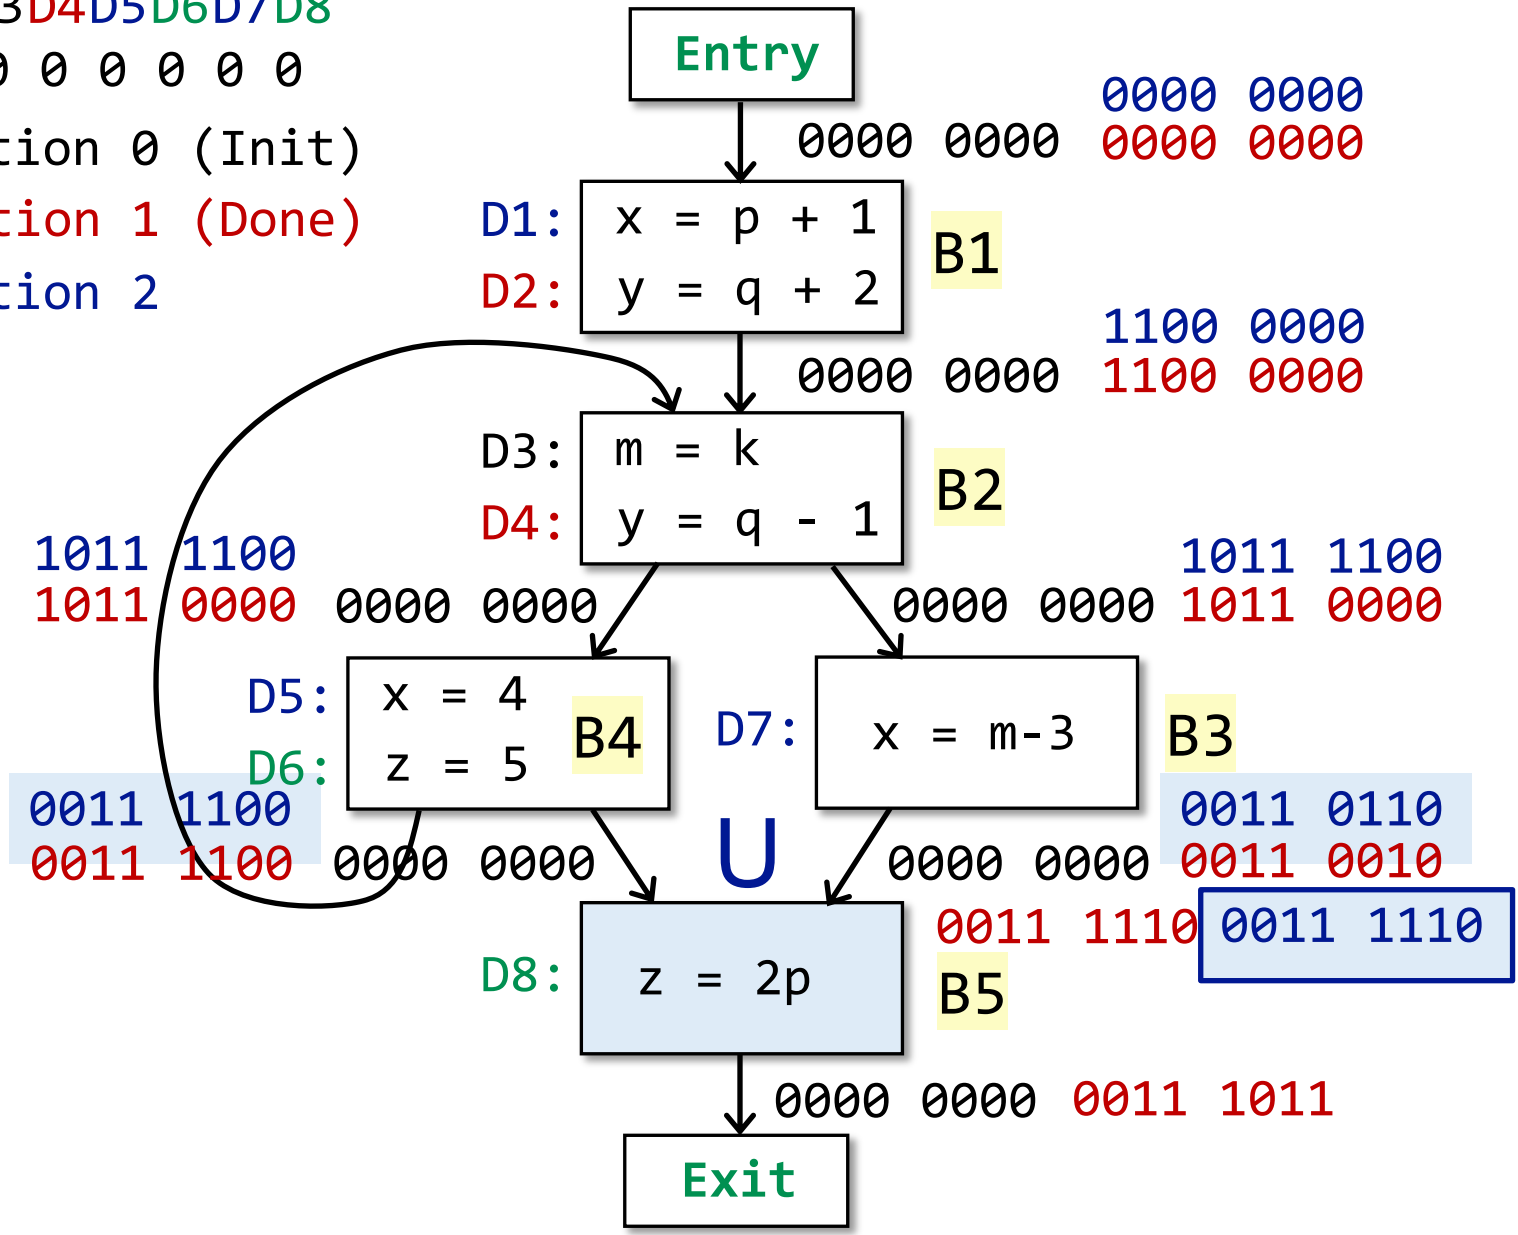 3D4D5D6D7D8
0 0 0 0 0 0
tion 0 (Init)
tion 1 (Done)
tion 2
Entry
0000 0000
0000 0000 0000 0000
D1: x = p + 1
D2: y = q + 2
B1
1100 0000
0000 0000 1100 0000
D3: m = k
D4: y = q - 1
B2
1011 1100
1011 0000 0000 0000
1011 1100
0000 0000 1011 0000
D5: x = 4
D6: z = 5
B4
D7: x = m-3
B3
0011 1100
0011 1100 0000 0000
U
0011 0110
0000 0000 0011 0010
0011 1110 0011 1110
D8: z = 2p
B5
0000 0000 0011 1011
Exit